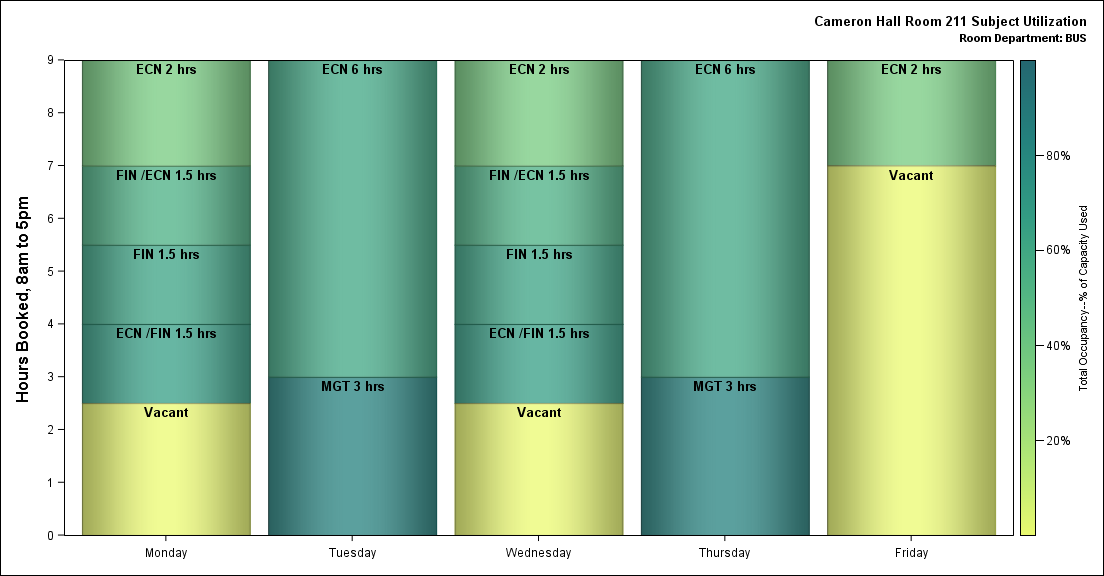 Cameron Hall Room 211 Subject Utilization
Room Department: BUS
Hours Booked, 8am to 5pm
9
8
7
6
5
4
3
2
1
0
ECN 2 hrs
FIN /ECN 1.5 hrs
FIN 1.5 hrs
ECN /FIN 1.5 hrs
Vacant
ECN 6 hrs
MGT 3 hrs
ECN 2 hrs
FIN /ECN 1.5 hrs
FIN 1.5 hrs
ECN /FIN 1.5 hrs
Vacant
ECN 6 hrs
MGT 3 hrs
ECN 2 hrs
Vacant
Monday
Tuesday
Wednesday
Thursday
Friday
80%
60%
40%
20%
Total Occupancy--% of Capacity Used